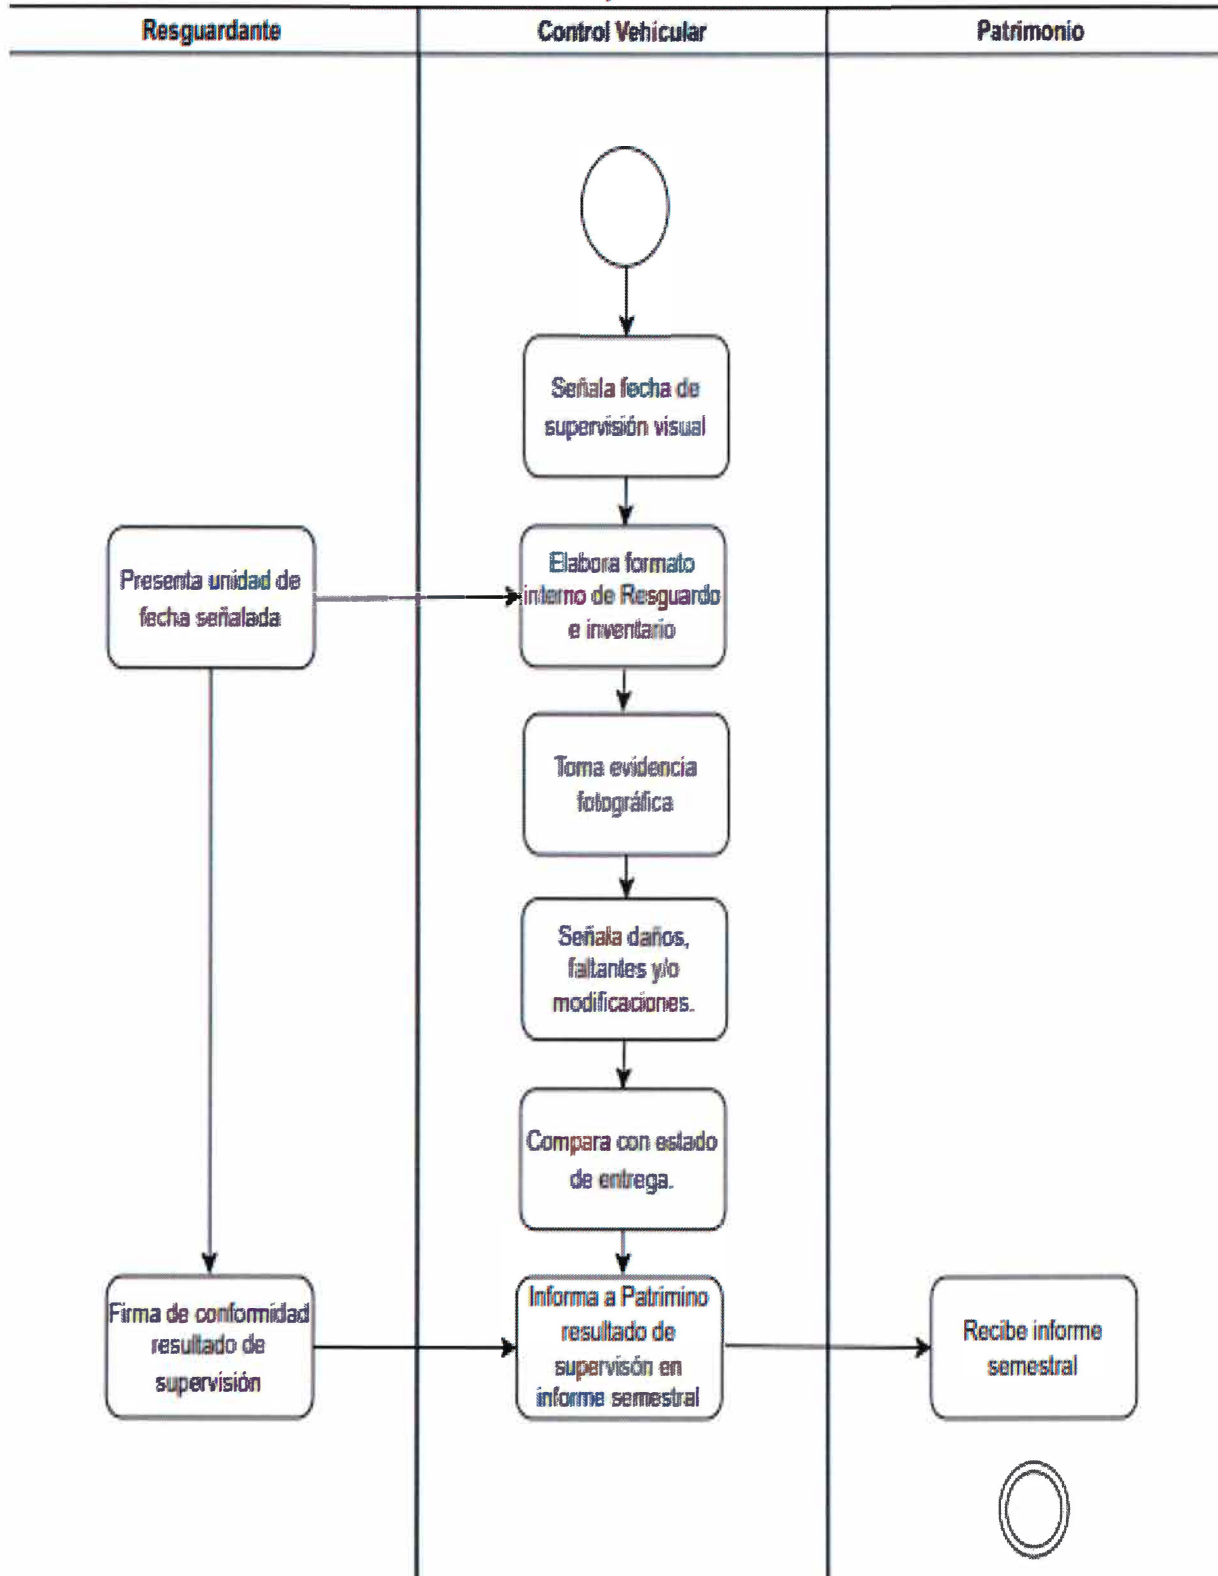 Resguardante
Control Vehicular
Patrimonio
Señala fecha de
supervisión visual
Presenta unidad de
fecha señalada
Elabora formato
interno de Resguardo
e inventario
Toma evidencia
fotográfica
Señala daños,
faltantes y/o
modificaciones.
Compara con estado
de entrega.
Firma de conformidad
resultado de
supervisión
Informa a Patrimino
resultado de
supervisón en
informe semestral
Recibe informe
semestral